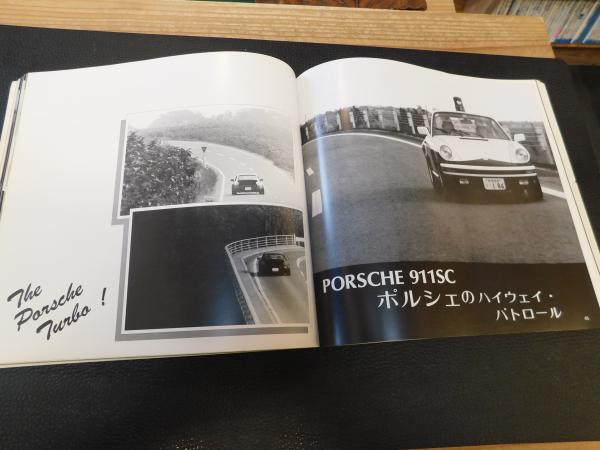 The
Porsche
Turbo !
PORSCHE 911SC
ポルシェのハイウェイ・
パトロール